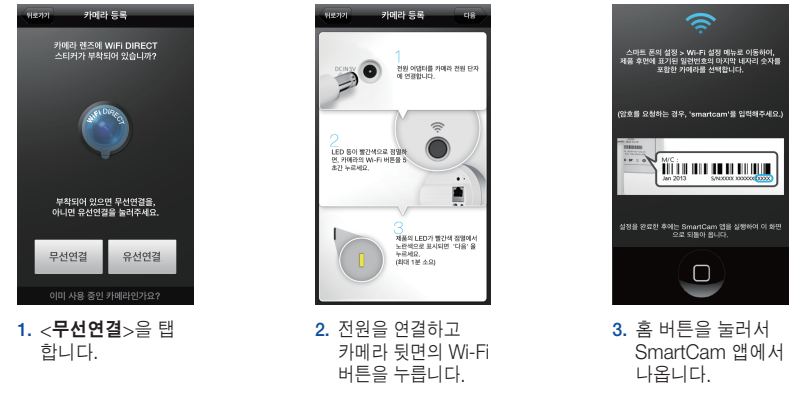 뒤로가기 카메라 등록
카메라 렌즈에 WiFi DIRECT
스티커가 부착되어 있습니까?
WiFi DIRECT
부착되어 있으면 무선연결을,
아니면 유선연결을 눌러주세요.
무선연결 유선연결
이미 사용 중인 카메라인가요?
1. <무선연결>을 탭
합니다.
뒤로가기 카메라 등록 다음
DC IN 5V
1
전원 어댑터를 카메라 전원 단자
에 연결합니다.
2
LED 등이 빨간색으로 점멸하
면, 카메라의 Wi-Fi 버튼을 5
초간 누르세요.
3
제품의 LED가 빨간색 점멸에서
노란색으로 표시되면 '다음' 을
누르세요.
(최대 1분 소요)
2. 전원을 연결하고
카메라 뒷면의 Wi-Fi
버튼을 누릅니다.
스마트 폰의 설정 > Wi-Fi 설정 메뉴로 이동하여,
제품 후면에 표기된 일련번호의 마지막 네자리 숫자를
포함한 카메라를 선택합니다.
(암호를 요청하는 경우, 'smartcam'을 입력해주세요.)
M/C :
Jan 2013 S/N:XXXX XXXXXX XXXX
설정을 완료한 후에는 SmartCam 앱을 실행하여 이 화면
으로 되돌아 옵니다.
3. 홈 버튼을 눌러서
SmartCam 앱에서
나옵니다.